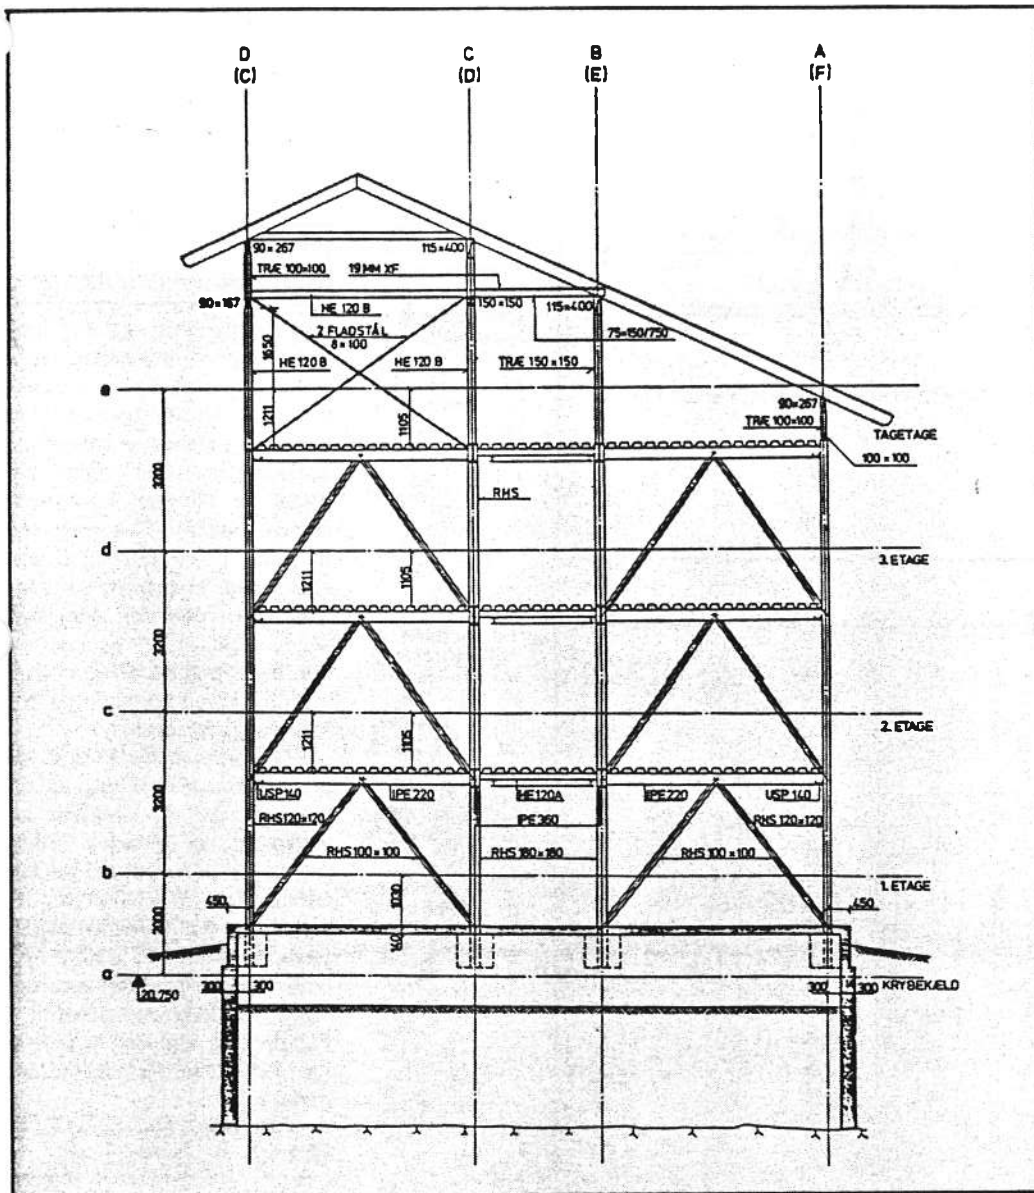 D C B A
(C) (D) (E) (F)
90×267 115×400
TRÆ 100×100 19 MM XF
90×167 150×150 115×400
HE 120 B
2 FLADSTÅL 75×150/750
8×100
1650
HE 120 B HE 120 B TRÆ 150×150
e
90×267
1211 1105 TRÆ 100×100
TAGETAGE
100×100
3200
RHS
d
3. ETAGE
1211 1105
3200
c
2. ETAGE
1211 1105
USP 140 IPE 220 HE120A IPE 220 USP 140
3200
RHS 120×120 IPE 360 RHS 120×120
RHS 100×100 RHS 180×180 RHS 100×100
b
1. ETAGE
450 1030 450
2000
140
a
300 300 300 300 KRYBEKÆLD
120.750